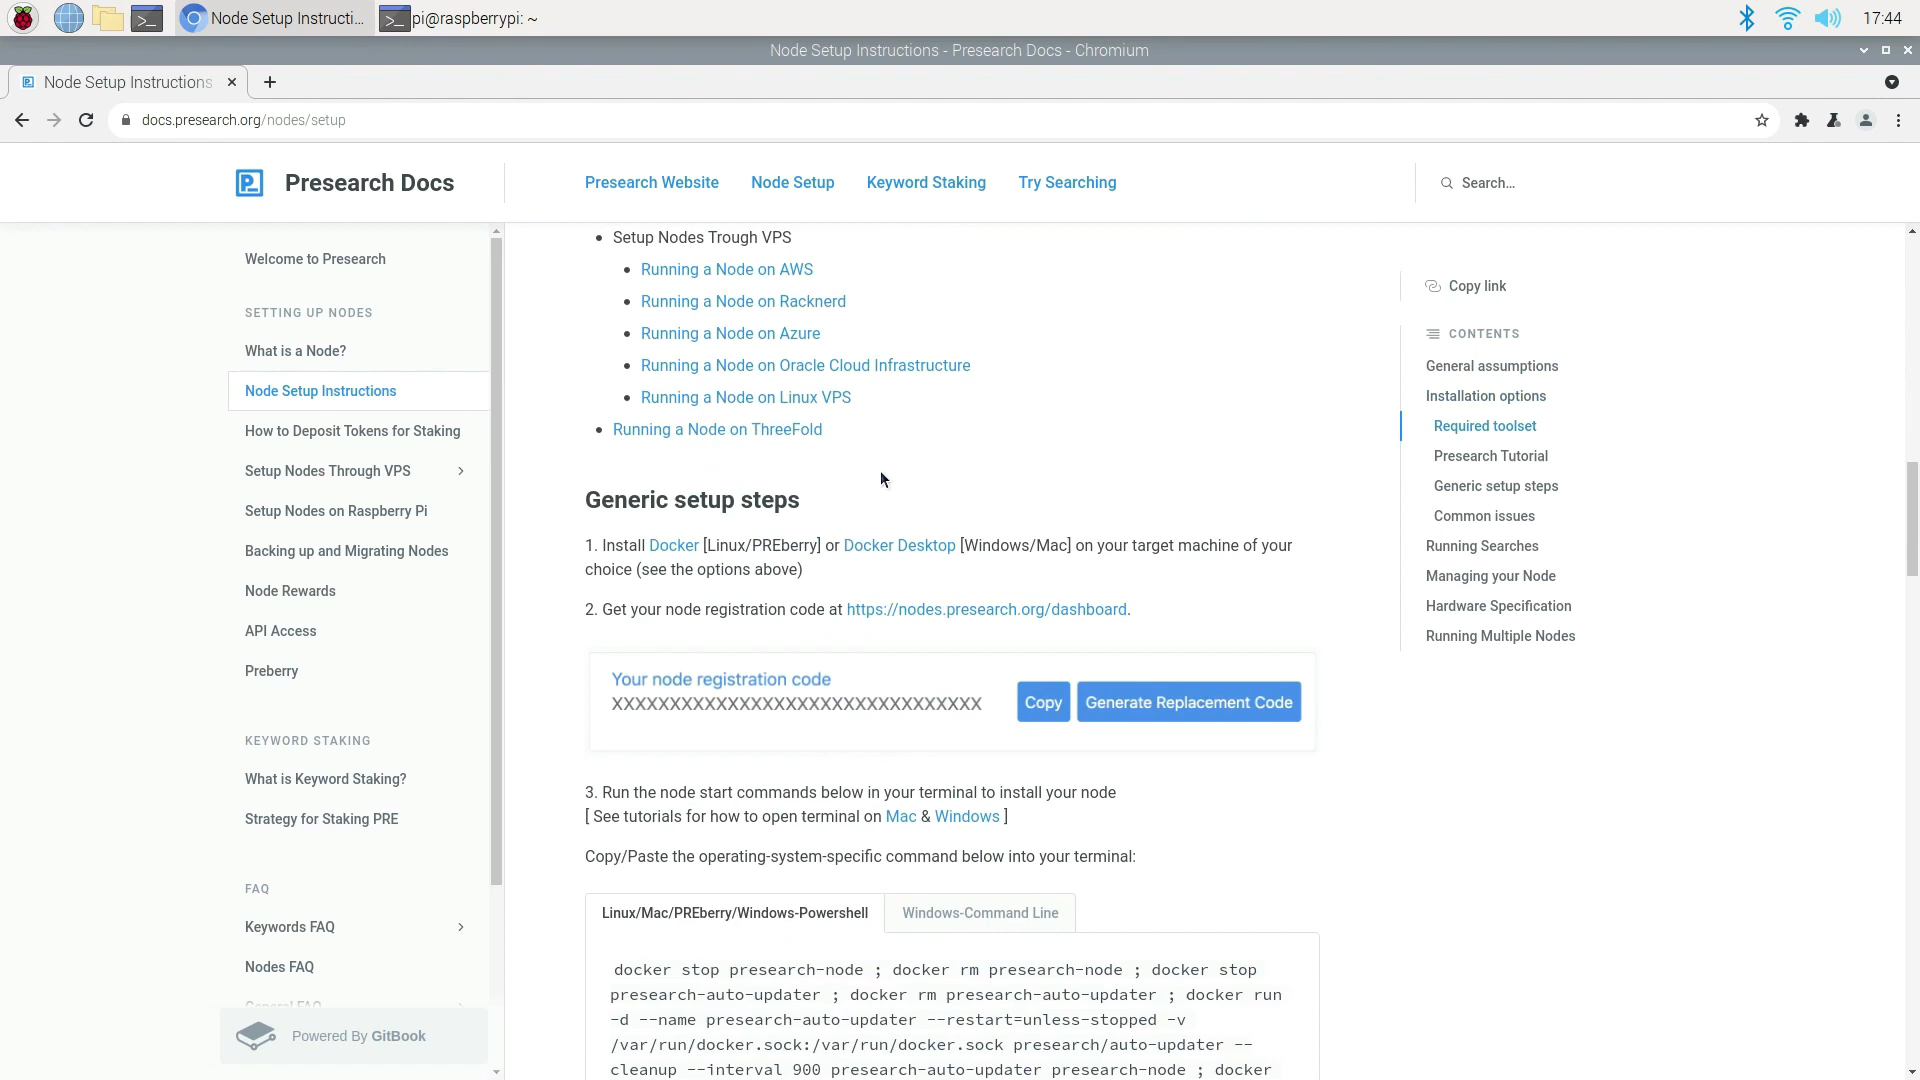 Node Setup Instructi...
pi@raspberrypi: ~
17:44
Node Setup Instructions - Presearch Docs - Chromium
Node Setup Instructions
docs.presearch.org/nodes/setup
Presearch Docs
Presearch Website
Node Setup
Keyword Staking
Try Searching
Search...
Welcome to Presearch
SETTING UP NODES
What is a Node?
Node Setup Instructions
How to Deposit Tokens for Staking
Setup Nodes Through VPS
Setup Nodes on Raspberry Pi
Backing up and Migrating Nodes
Node Rewards
API Access
Preberry
KEYWORD STAKING
What is Keyword Staking?
Strategy for Staking PRE
FAQ
Keywords FAQ
Nodes FAQ
General FAQ
Powered By GitBook
• Setup Nodes Trough VPS
• Running a Node on AWS
• Running a Node on Racknerd
• Running a Node on Azure
• Running a Node on Oracle Cloud Infrastructure
• Running a Node on Linux VPS
• Running a Node on ThreeFold
Generic setup steps
1. Install Docker [Linux/PREberry] or Docker Desktop [Windows/Mac] on your target machine of your
choice (see the options above)
2. Get your node registration code at https://nodes.presearch.org/dashboard.
Your node registration code
XXXXXXXXXXXXXXXXXXXXXXXXXXXXXXXX
Copy
Generate Replacement Code
3. Run the node start commands below in your terminal to install your node
[ See tutorials for how to open terminal on Mac & Windows ]
Copy/Paste the operating-system-specific command below into your terminal:
Linux/Mac/PREberry/Windows-Powershell
Windows-Command Line
docker stop presearch-node ; docker rm presearch-node ; docker stop
presearch-auto-updater ; docker rm presearch-auto-updater ; docker run
-d --name presearch-auto-updater --restart=unless-stopped -v
/var/run/docker.sock:/var/run/docker.sock presearch/auto-updater --
cleanup --interval 900 presearch-auto-updater presearch-node ; docker
Copy link
CONTENTS
General assumptions
Installation options
Required toolset
Presearch Tutorial
Generic setup steps
Common issues
Running Searches
Managing your Node
Hardware Specification
Running Multiple Nodes